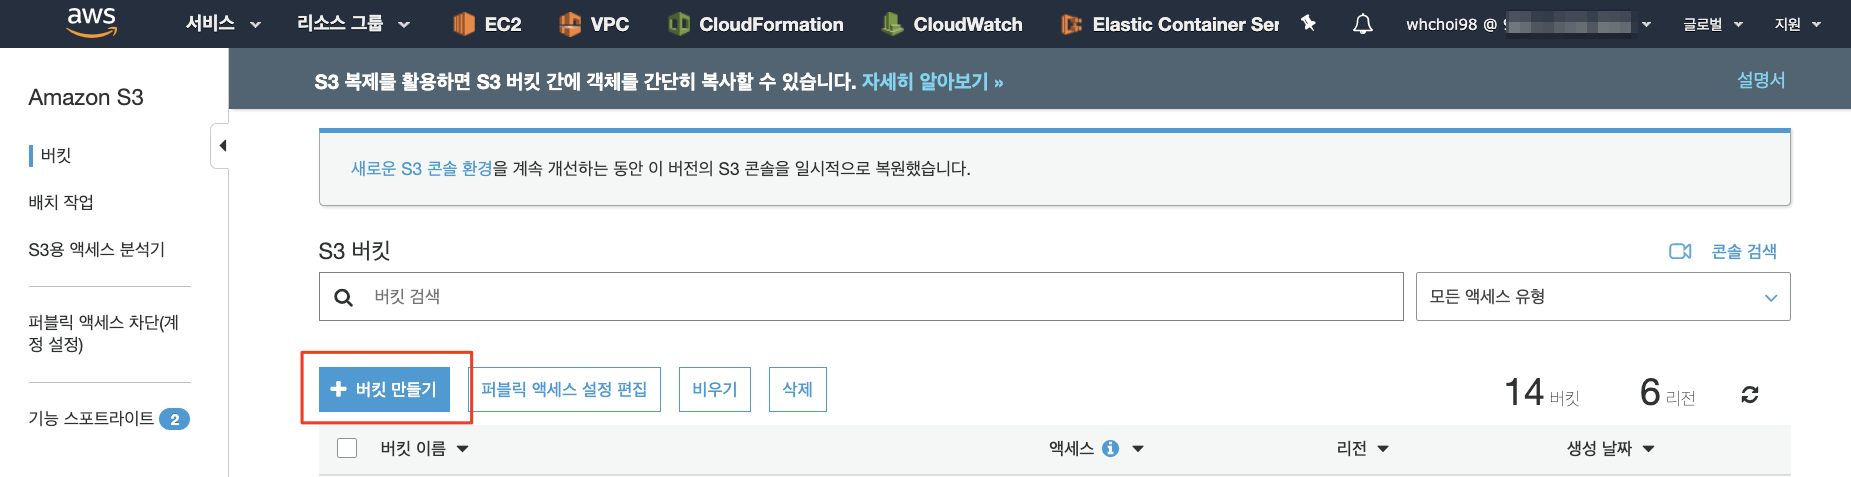 aws 서비스 리소스 그룹 EC2 VPC CloudFormation CloudWatch Elastic Container Ser whchoi98 @ 글로벌 지원
S3 복제를 활용하면 S3 버킷 간에 객체를 간단히 복사할 수 있습니다. 자세히 알아보기 » 설명서
Amazon S3
버킷
배치 작업
S3용 액세스 분석기
퍼블릭 액세스 차단(계
정 설정)
기능 스포트라이트 2
새로운 S3 콘솔 환경을 계속 개선하는 동안 이 버전의 S3 콘솔을 일시적으로 복원했습니다.
S3 버킷 콘솔 검색
버킷 검색 모든 액세스 유형
버킷 만들기 퍼블릭 액세스 설정 편집 비우기 삭제 14 버킷 6 리전
버킷 이름 액세스 리전 생성 날짜